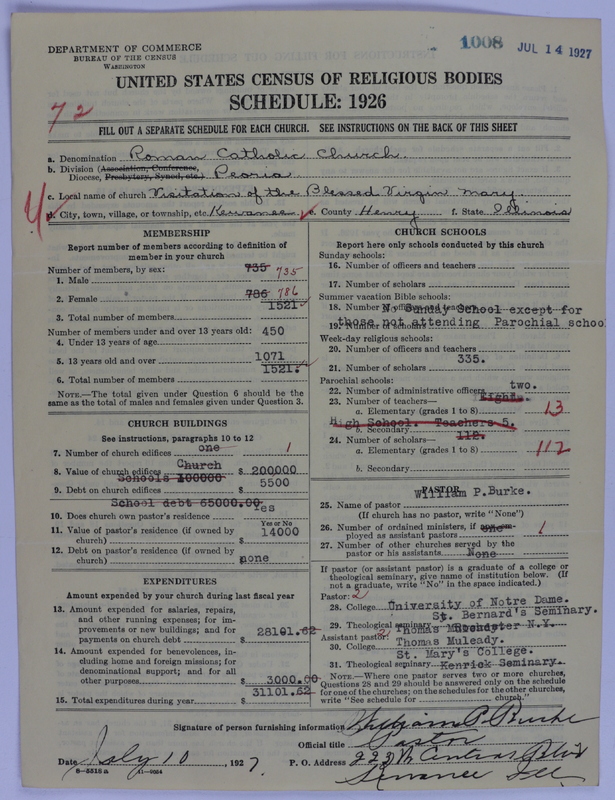 1008 JUL 14 1927
DEPARTMENT OF COMMERCE
BUREAU OF THE CENSUS
WASHINGTON
UNITED STATES CENSUS OF RELIGIOUS BODIES
SCHEDULE: 1926
72
FILL OUT A SEPARATE SCHEDULE FOR EACH CHURCH. SEE INSTRUCTIONS ON THE BACK OF THIS SHEET
a. Denomination Roman Catholic Church
b. Division (Association, Conference,
Diocese, Presbytery, Synod, etc.) Peoria
c. Local name of church Visitation of the Blessed Virgin Mary
d. City, town, village, or township, etc. Kewanee e. County Henry f. State Illinois
MEMBERSHIP
Report number of members according to definition of
member in your church
Number of members, by sex:
1. Male 735 735
2. Female 786 786
3. Total number of members 1521
Number of members under and over 13 years old:
4. Under 13 years of age 450
5. 13 years old and over 1071
6. Total number of members 1521.
NOTE.—The total given under Question 6 should be the
same as the total of males and females given under Question 3.
CHURCH BUILDINGS
See instructions, paragraphs 10 to 12
7. Number of church edifices one 1
8. Value of church edifices Church $ 200000
Schools 100000
9. Debt on church edifices $ 5500
School debt 65000.00
10. Does church own pastor's residence Yes
Yes or No
11. Value of pastor's residence (if owned by
church) $ 14000
12. Debt on pastor's residence (if owned by
church) $ none
EXPENDITURES
Amount expended by your church during last fiscal year
13. Amount expended for salaries, repairs,
and other running expenses; for im-
provements or new buildings; and for
payments on church debt $ 28101.62
14. Amount expended for benevolences, in-
cluding home and foreign missions; for
denominational support; and for all
other purposes $ 3000.00
15. Total expenditures during year $ 31101.62
CHURCH SCHOOLS
Report here only schools conducted by this church
Sunday schools:
16. Number of officers and teachers
17. Number of scholars
Summer vacation Bible schools:
18. Number of officers and teachers No Sunday School except for
19. Number of scholars those not attending Parochial school
Week-day religious schools:
20. Number of officers and teachers
21. Number of scholars 335.
Parochial schools:
22. Number of administrative officers two.
23. Number of teachers—
a. Elementary (grades 1 to 8) Eight. 13
b. Secondary High School. Teachers 5.
24. Number of scholars— 112.
a. Elementary (grades 1 to 8) 112
b. Secondary
PASTOR
25. Name of pastor William P.Burke.
(If church has no pastor, write "None")
26. Number of ordained ministers, if any, em-
ployed as assistant pastors one 1
27. Number of other churches served by the
pastor or his assistants None
If pastor (or assistant pastor) is a graduate of a college or
theological seminary, give name of institution below. (If
not a graduate, write "No" in the space indicated.)
Pastor: 2
28. College University of Notre Dame.
29. Theological seminary St. Bernard's Seminary.
Rochester N.Y.
Assistant pastor: 2 Thomas Muleady.
30. College St. Mary's College.
31. Theological seminary Kenrick Seminary.
NOTE.—Where one pastor serves two or more churches,
Questions 28 and 29 should be answered only on the schedule
for one of the churches; on the schedules for the other churches,
write "See schedule for church."
Signature of person furnishing information William P. Burke
Official title Pastor
Date July 10, 1927. P. O. Address N Central Blvd
6—5318 a 11—9054 Kewanee Ill